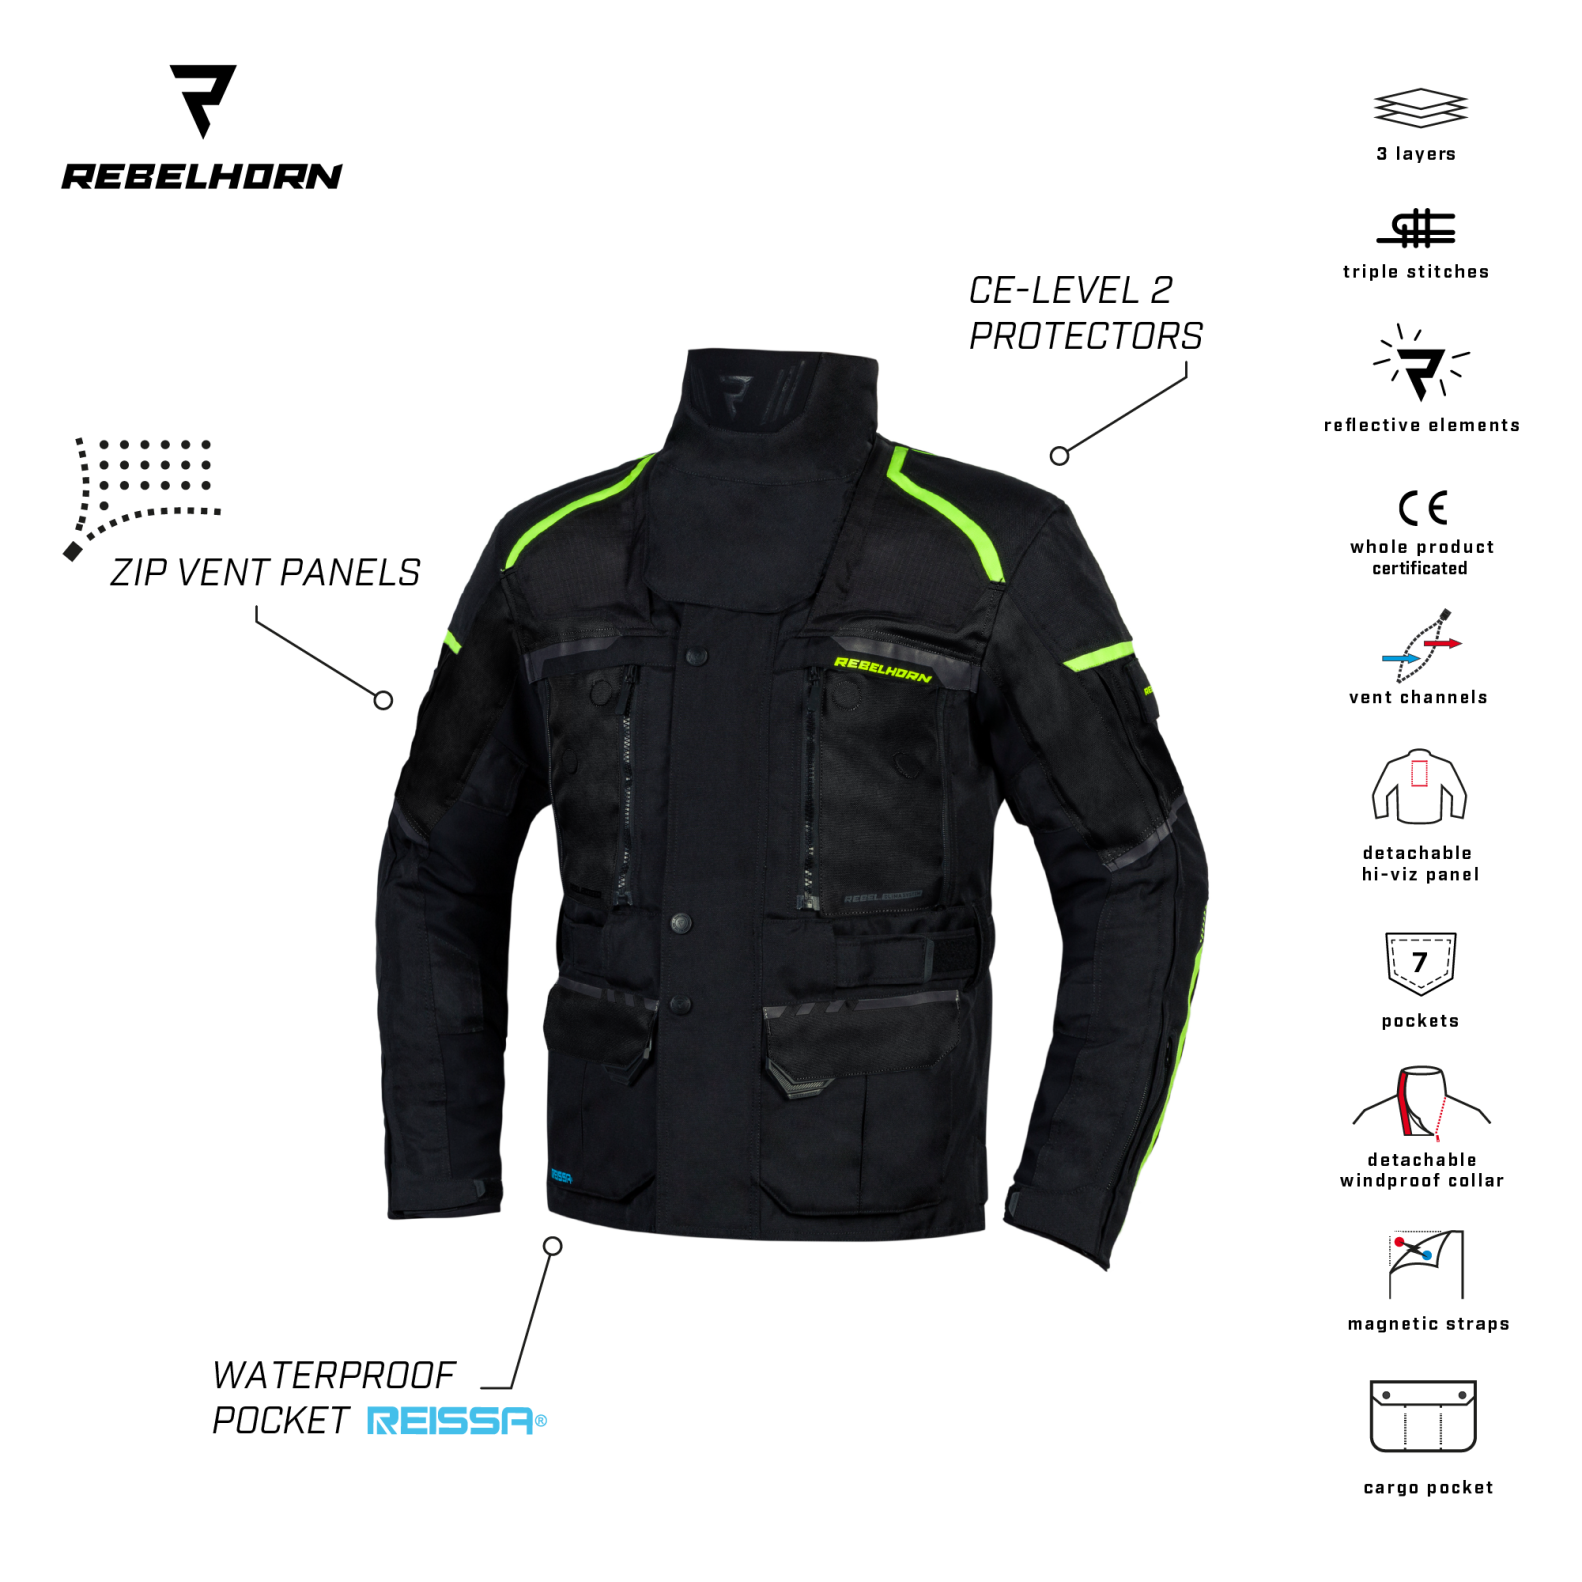 REBELHORN
CE-LEVEL 2
PROTECTORS
ZIP VENT PANELS
WATERPROOF
POCKET REISSA®
REBELHORN
REISSA
3 layers
triple stitches
reflective elements
CE
whole product
certificated
vent channels
detachable
hi-viz panel
7
pockets
detachable
windproof collar
magnetic straps
cargo pocket